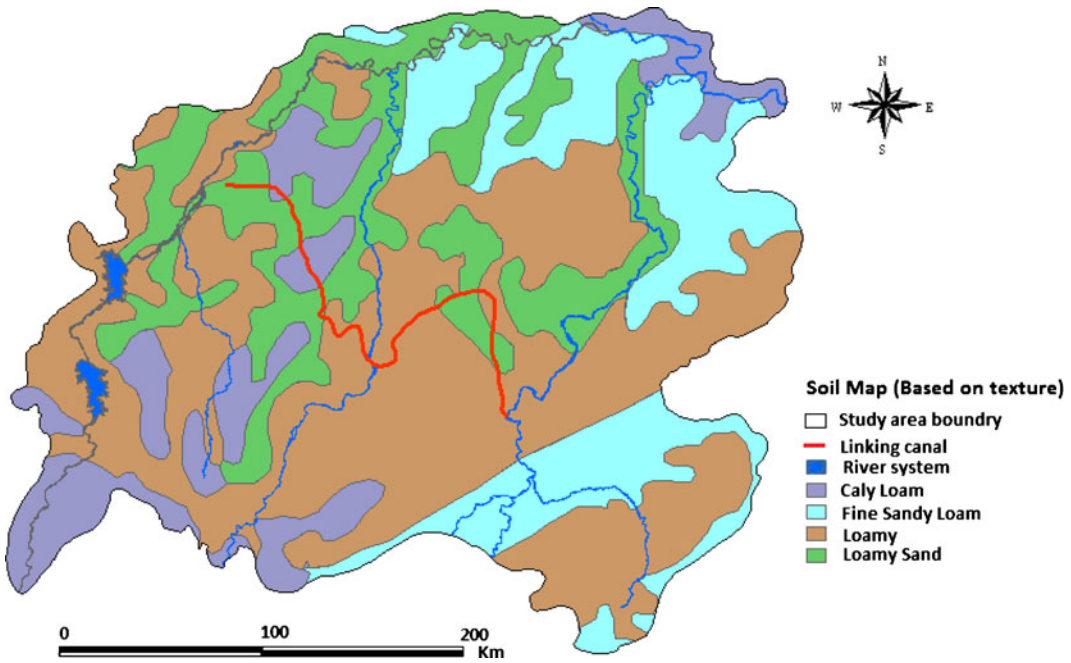 N
W E
S
Soil Map (Based on texture)
Study area boundry
Linking canal
River system
Caly Loam
Fine Sandy Loam
Loamy
Loamy Sand
0 100 200
Km